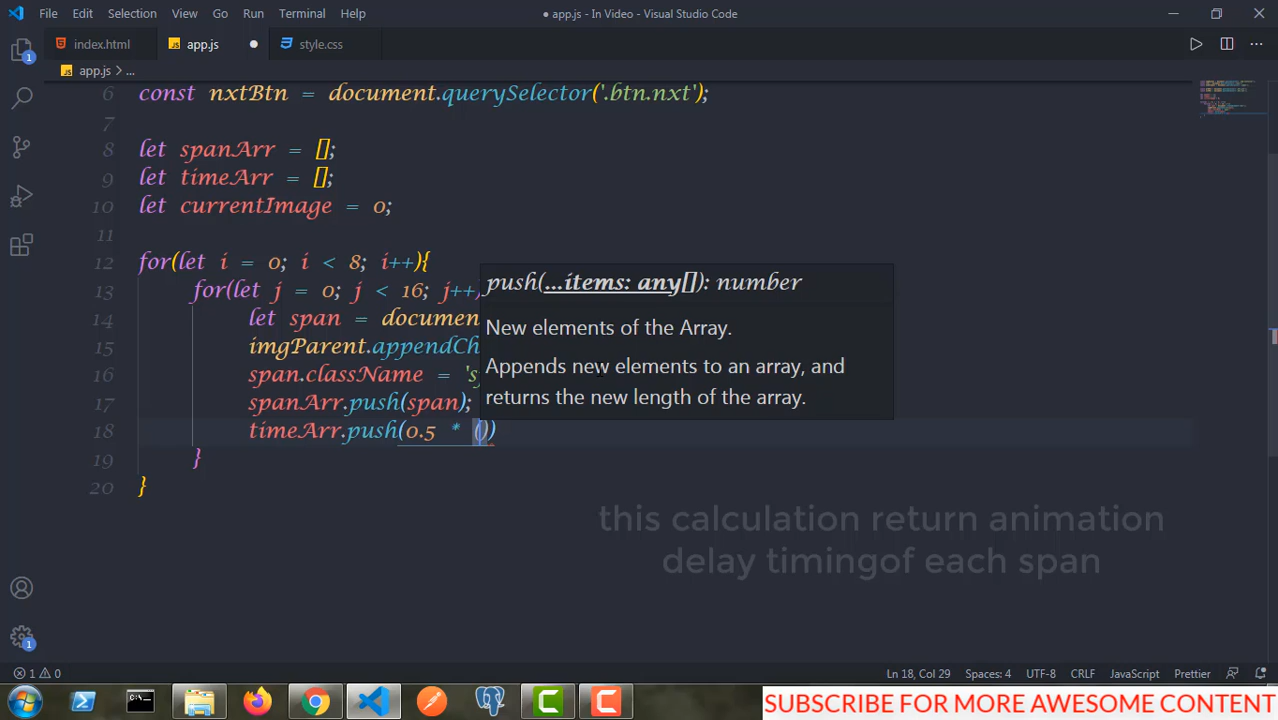 File Edit Selection View Go Run Terminal Help
● app.js - In Video - Visual Studio Code
index.html app.js ● style.css
app.js > ...
6 const nxtBtn = document.querySelector('.btn.nxt');
7
8 let spanArr = [];
9 let timeArr = [];
10 let currentImage = 0;
11
12 for(let i = 0; i < 8; i++){
13 for(let j = 0; j < 16; j++)
14 let span = documen
15 imgParent.appendCh
16 span.className = 's
17 spanArr.push(span);
18 timeArr.push(0.5 * ())
19 }
20 }
push(...items: any[]): number
New elements of the Array.
Appends new elements to an array, and
returns the new length of the array.
this calculation return animation
delay timingof each span
1
1
1 0
Ln 18, Col 29 Spaces: 4 UTF-8 CRLF JavaScript Prettier
SUBSCRIBE FOR MORE AWESOME CONTENT